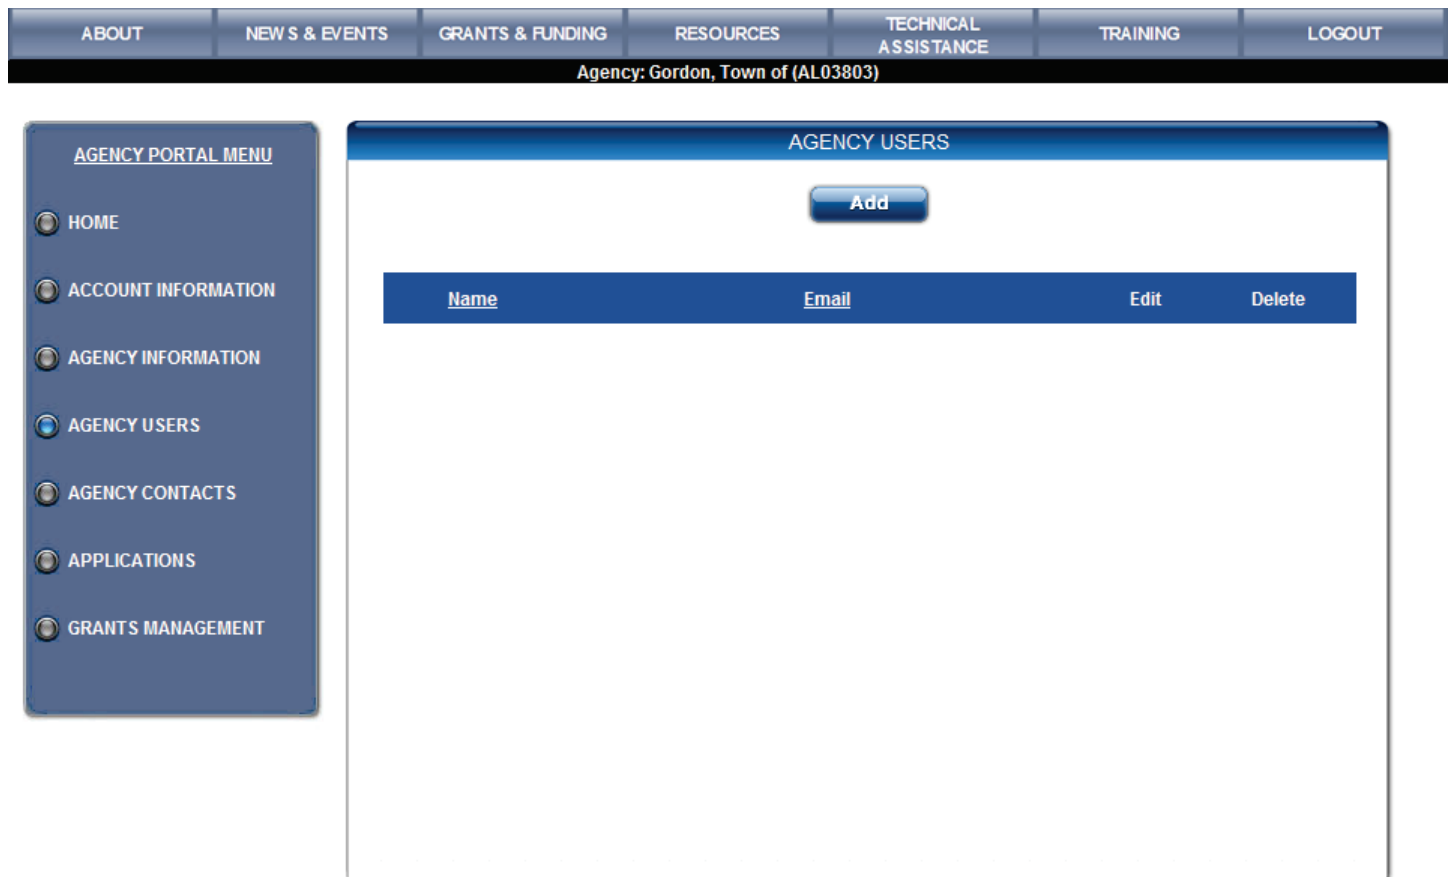 ABOUT NEWS & EVENTS GRANTS & FUNDING RESOURCES TECHNICAL ASSISTANCE TRAINING LOGOUT
Agency: Gordon, Town of (AL03803)
AGENCY PORTAL MENU
HOME
ACCOUNT INFORMATION
AGENCY INFORMATION
AGENCY USERS
AGENCY CONTACTS
APPLICATIONS
GRANTS MANAGEMENT
AGENCY USERS
Add
Name Email Edit Delete